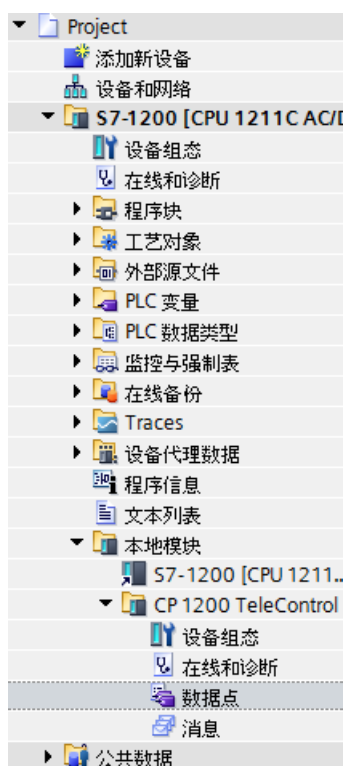 Project
添加新设备
设备和网络
S7-1200 [CPU 1211C AC/D
设备组态
在线和诊断
程序块
工艺对象
外部源文件
PLC 变量
PLC 数据类型
监控与强制表
在线备份
Traces
设备代理数据
程序信息
文本列表
本地模块
S7-1200 [CPU 1211...
CP 1200 TeleControl
设备组态
在线和诊断
数据点
消息
公共数据